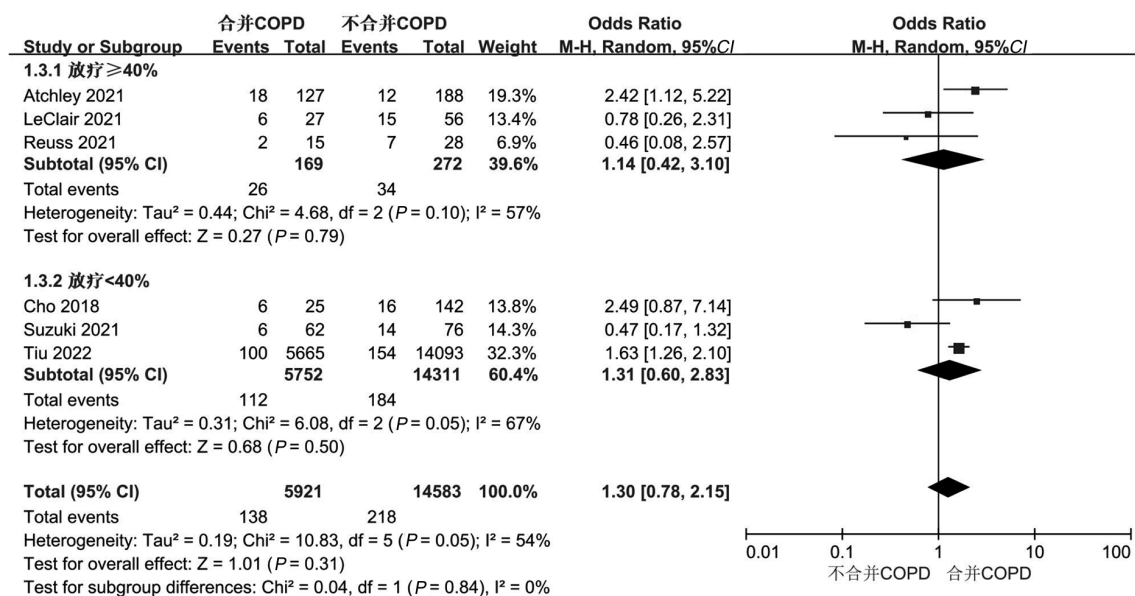 合并COPD 不合并COPD Odds Ratio Odds Ratio
Study or Subgroup Events Total Events Total Weight M-H, Random, 95%CI M-H, Random, 95%CI
1.3.1 放疗≥40%
Atchley 2021 18 127 12 188 19.3% 2.42 [1.12, 5.22]
LeClair 2021 6 27 15 56 13.4% 0.78 [0.26, 2.31]
Reuss 2021 2 15 7 28 6.9% 0.46 [0.08, 2.57]
Subtotal (95% CI) 169 272 39.6% 1.14 [0.42, 3.10]
Total events 26 34
Heterogeneity: Tau² = 0.44; Chi² = 4.68, df = 2 (P = 0.10); I² = 57%
Test for overall effect: Z = 0.27 (P = 0.79)
1.3.2 放疗<40%
Cho 2018 6 25 16 142 13.8% 2.49 [0.87, 7.14]
Suzuki 2021 6 62 14 76 14.3% 0.47 [0.17, 1.32]
Tiu 2022 100 5665 154 14093 32.3% 1.63 [1.26, 2.10]
Subtotal (95% CI) 5752 14311 60.4% 1.31 [0.60, 2.83]
Total events 112 184
Heterogeneity: Tau² = 0.31; Chi² = 6.08, df = 2 (P = 0.05); I² = 67%
Test for overall effect: Z = 0.68 (P = 0.50)
Total (95% CI) 5921 14583 100.0% 1.30 [0.78, 2.15]
Total events 138 218
Heterogeneity: Tau² = 0.19; Chi² = 10.83, df = 5 (P = 0.05); I² = 54%
Test for overall effect: Z = 1.01 (P = 0.31)
Test for subgroup differences: Chi² = 0.04, df = 1 (P = 0.84), I² = 0%
0.01 0.1 1 10 100
不合并COPD 合并COPD